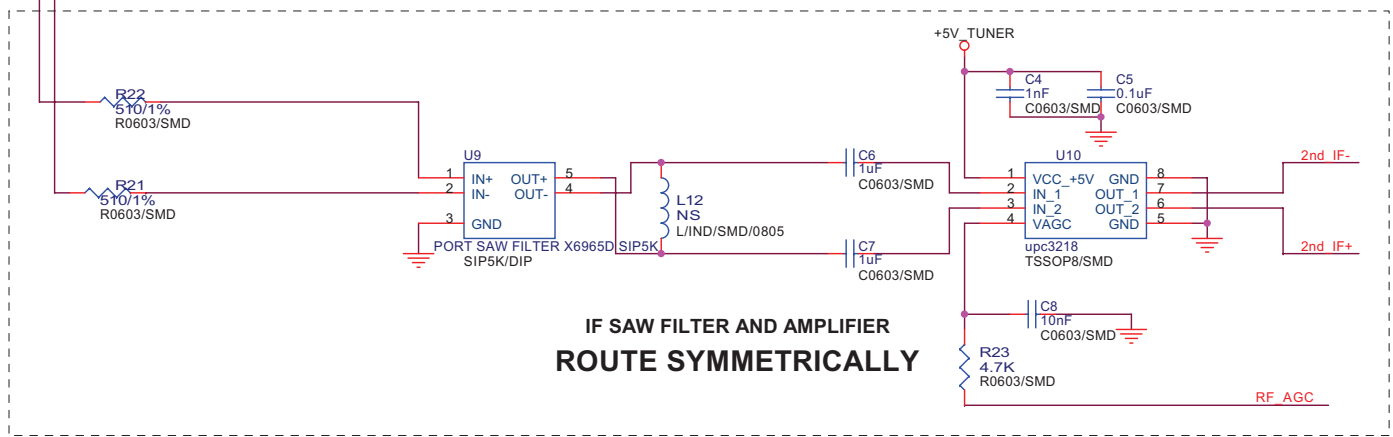 +5V_TUNER
C4
1nF
C0603/SMD
C5
0.1uF
C0603/SMD
R22
510/1%
R0603/SMD
R21
510/1%
R0603/SMD
U9
1 IN+ OUT+ 5
2 IN- OUT- 4
3 GND
PORT SAW FILTER X6965D SIP5K
SIP5K/DIP
L12
NS
L/IND/SMD/0805
C6
1uF
C0603/SMD
C7
1uF
C0603/SMD
U10
1 VCC_+5V GND 8
2 IN_1 OUT_1 7
3 IN_2 OUT_2 6
4 VAGC GND 5
upc3218
TSSOP8/SMD
2nd_IF-
2nd_IF+
C8
10nF
C0603/SMD
IF SAW FILTER AND AMPLIFIER
ROUTE SYMMETRICALLY
R23
4.7K
R0603/SMD
RF_AGC